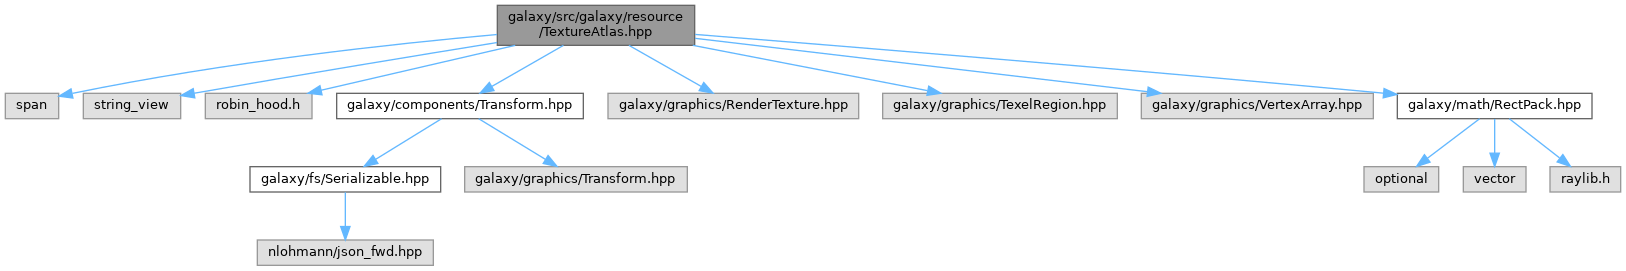 galaxy/src/galaxy/resource
/TextureAtlas.hpp
span
string_view
robin_hood.h
galaxy/components/Transform.hpp
galaxy/graphics/RenderTexture.hpp
galaxy/graphics/TexelRegion.hpp
galaxy/graphics/VertexArray.hpp
galaxy/math/RectPack.hpp
galaxy/fs/Serializable.hpp
galaxy/graphics/Transform.hpp
optional
vector
raylib.h
nlohmann/json_fwd.hpp